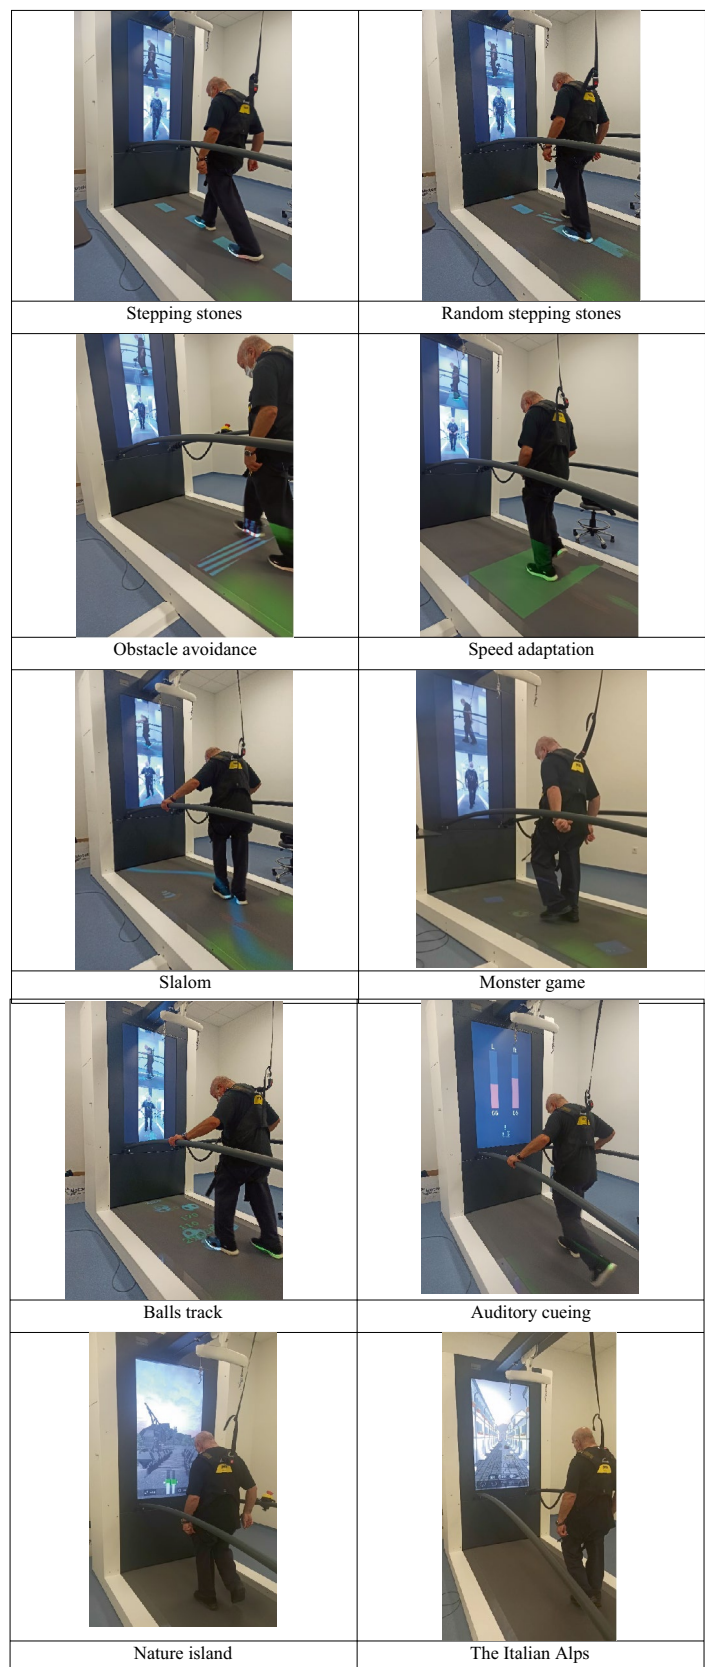 Stepping stones
Random stepping stones
Obstacle avoidance
Speed adaptation
Slalom
Monster game
L R
Balls track
Auditory cueing
Nature island
The Italian Alps